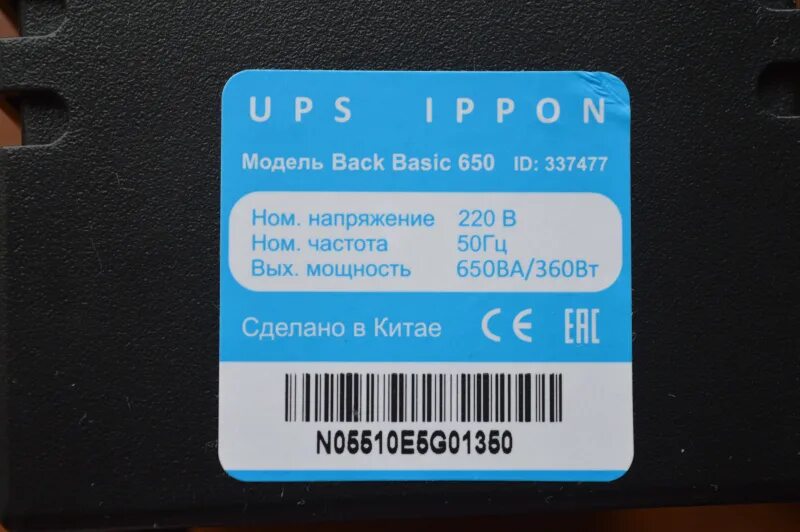 UPS IPPON
Модель Back Basic 650 ID: 337477
Ном. напряжение 220 В
Ном. частота 50Гц
Вых. мощность 650ВА/360Вт
Сделано в Китае CE EAC
N05510E5G01350